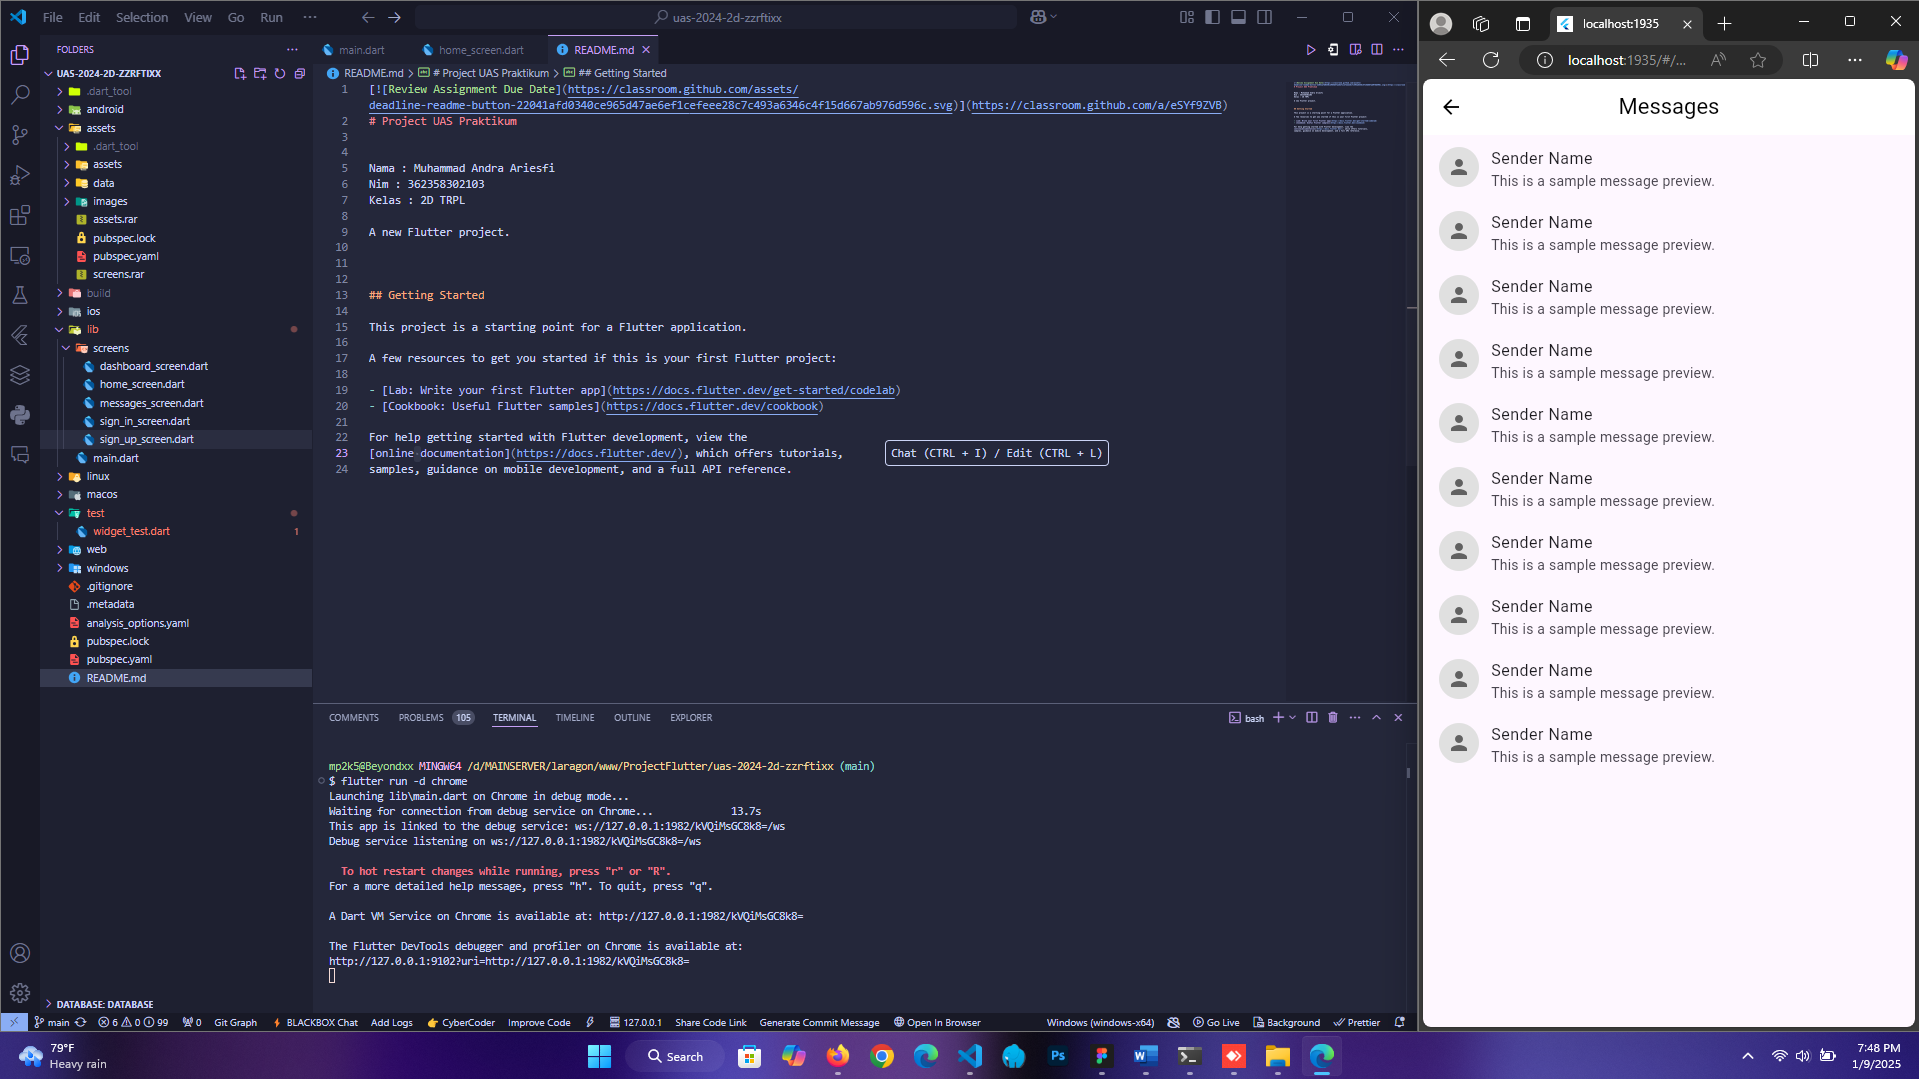 File Edit Selection View Go Run ···
uas-2024-2d-zzrftixx
FOLDERS
UAS-2024-2D-ZZRFTIXX
.dart_tool
android
assets
.dart_tool
assets
data
images
assets.rar
pubspec.lock
pubspec.yaml
screens.rar
build
ios
lib
screens
dashboard_screen.dart
home_screen.dart
messages_screen.dart
sign_in_screen.dart
sign_up_screen.dart
main.dart
linux
macos
test
widget_test.dart 1
web
windows
.gitignore
.metadata
analysis_options.yaml
pubspec.lock
pubspec.yaml
README.md
DATABASE: DATABASE
main.dart home_screen.dart README.md
README.md > # Project UAS Praktikum > ## Getting Started
1 [![Review Assignment Due Date](https://classroom.github.com/assets/
deadline-readme-button-22041afd0340ce965d47ae6ef1cefeee28c7c493a6346c4f15d667ab976d596c.svg)](https://classroom.github.com/a/eSYf9ZVB)
2 # Project UAS Praktikum
3
4
5 Nama : Muhammad Andra Ariesfi
6 Nim : 362358302103
7 Kelas : 2D TRPL
8
9 A new Flutter project.
10
11
12
13 ## Getting Started
14
15 This project is a starting point for a Flutter application.
16
17 A few resources to get you started if this is your first Flutter project:
18
19 - [Lab: Write your first Flutter app](https://docs.flutter.dev/get-started/codelab)
20 - [Cookbook: Useful Flutter samples](https://docs.flutter.dev/cookbook)
21
22 For help getting started with Flutter development, view the
23 [online documentation](https://docs.flutter.dev/), which offers tutorials,
Chat (CTRL + I) / Edit (CTRL + L)
24 samples, guidance on mobile development, and a full API reference.
COMMENTS PROBLEMS 105 TERMINAL TIMELINE OUTLINE EXPLORER
bash
mp2k5@Beyondxx MINGW64 /d/MAINSERVER/laragon/www/ProjectFlutter/uas-2024-2d-zzrftixx (main)
$ flutter run -d chrome
Launching lib\main.dart on Chrome in debug mode...
Waiting for connection from debug service on Chrome... 13.7s
This app is linked to the debug service: ws://127.0.0.1:1982/kVQiMsGC8k8=/ws
Debug service listening on ws://127.0.0.1:1982/kVQiMsGC8k8=/ws
To hot restart changes while running, press "r" or "R".
For a more detailed help message, press "h". To quit, press "q".
A Dart VM Service on Chrome is available at: http://127.0.0.1:1982/kVQiMsGC8k8=
The Flutter DevTools debugger and profiler on Chrome is available at:
http://127.0.0.1:9102?uri=http://127.0.0.1:1982/kVQiMsGC8k8=
main 6 0 99 0 Git Graph BLACKBOX Chat Add Logs CyberCoder Improve Code 127.0.0.1 Share Code Link Generate Commit Message Open In Browser Windows (windows-x64) Go Live Background Prettier
localhost:1935
localhost:1935/#/...
Messages
Sender Name
This is a sample message preview.
Sender Name
This is a sample message preview.
Sender Name
This is a sample message preview.
Sender Name
This is a sample message preview.
Sender Name
This is a sample message preview.
Sender Name
This is a sample message preview.
Sender Name
This is a sample message preview.
Sender Name
This is a sample message preview.
Sender Name
This is a sample message preview.
Sender Name
This is a sample message preview.
79°F
Heavy rain
Search
Ps
7:48 PM
1/9/2025